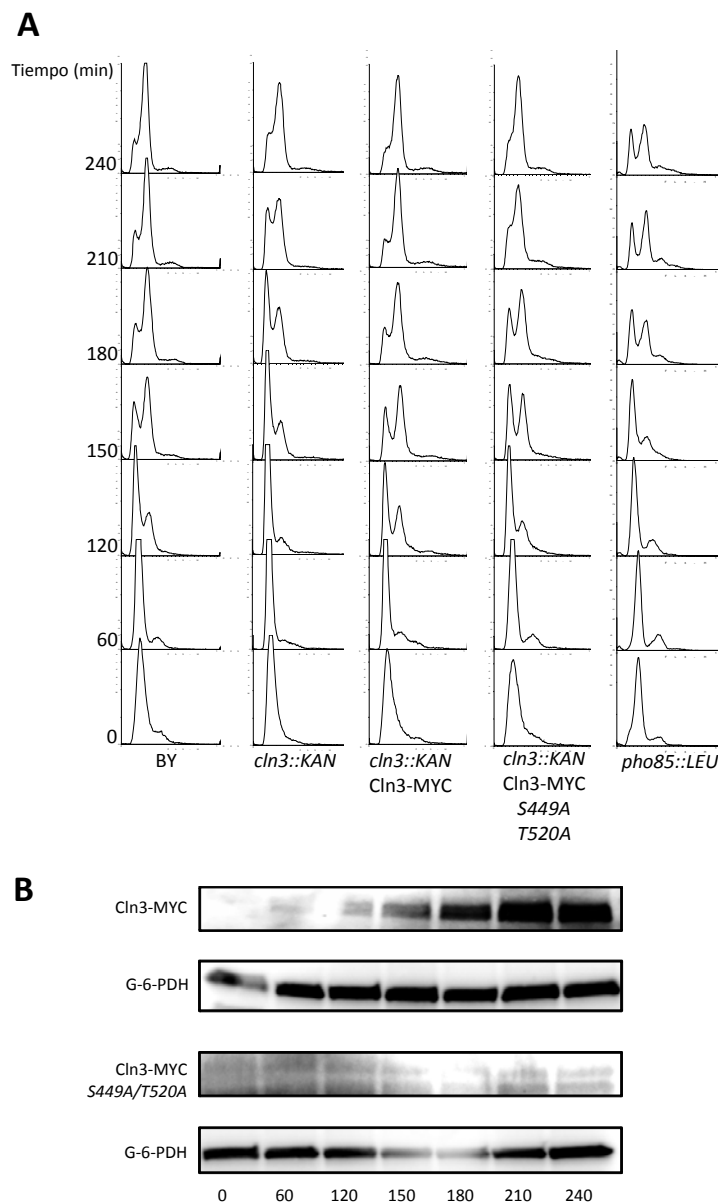 A
Tiempo (min)
240
210
180
150
120
60
0
BY
cln3::KAN
cln3::KAN
Cln3-MYC
cln3::KAN
Cln3-MYC
S449A
T520A
pho85::LEU
B
Cln3-MYC
G-6-PDH
Cln3-MYC
S449A/T520A
G-6-PDH
0 60 120 150 180 210 240